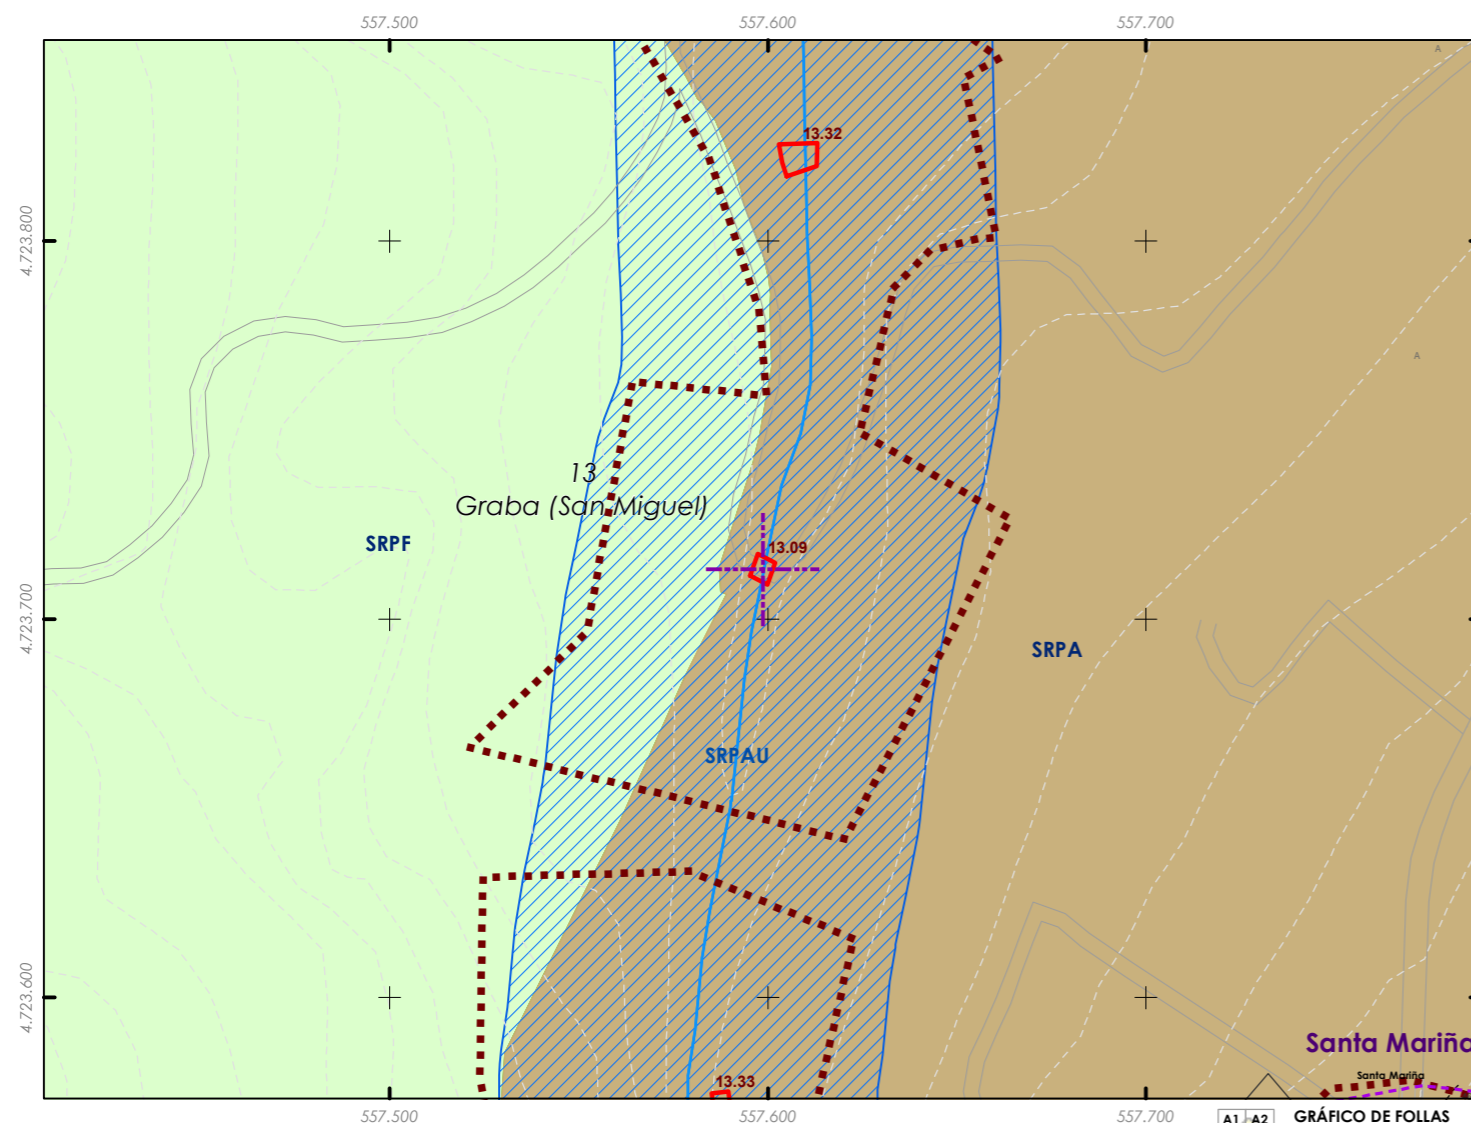 557.500
557.600
557.700
A
13.32
4.723.800
A
13
Graba (San Miguel)
SRPF
13.09
4.723.700
SRPA
SRPAU
4.723.600
Santa Mariña
Santa Mariña
13.33
557.500
557.600
557.700
A1 A2
GRÁFICO DE FOLLAS